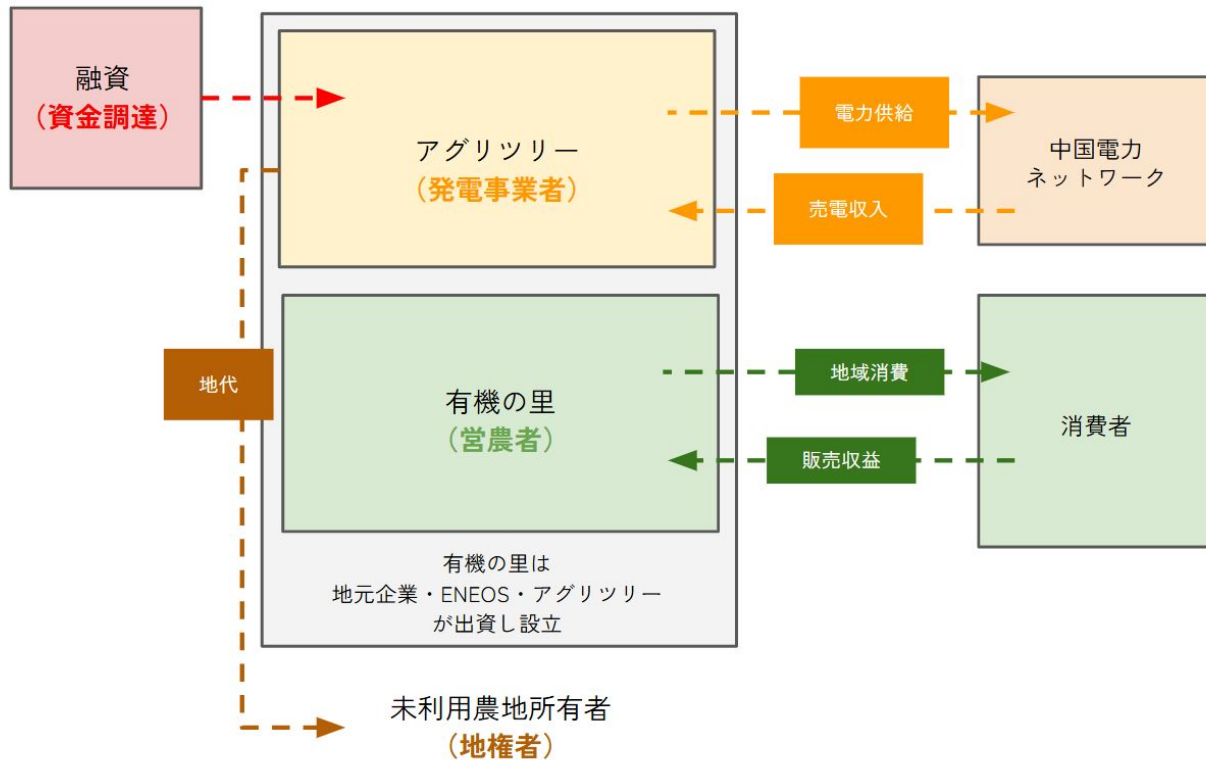 融資
（資金調達）
アグリツリー
（発電事業者）
電力供給
売電収入
中国電力
ネットワーク
地代
有機の里
（営農者）
地域消費
販売収益
消費者
有機の里は
地元企業・ENEOS・アグリツリー
が出資し設立
未利用農地所有者
（地権者）